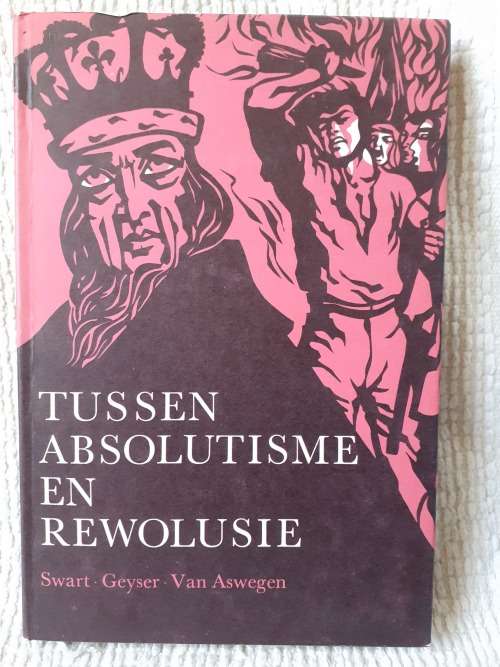 TUSSEN
ABSOLUTISME
EN
REWOLUSIE
Swart · Geyser · Van Aswegen